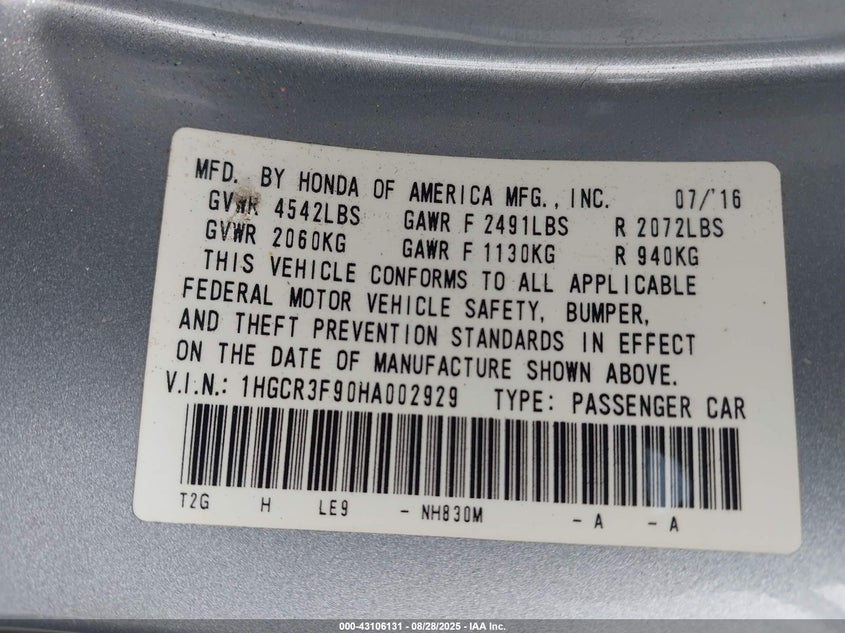 MFD. BY HONDA OF AMERICA MFG., INC. 07/'16
GVWR 4542LBS GAWR F 2491LBS R 2072LBS
GVWR 2060KG GAWR F 1130KG R 940KG
THIS VEHICLE CONFORMS TO ALL APPLICABLE
FEDERAL MOTOR VEHICLE SAFETY, BUMPER,
AND THEFT PREVENTION STANDARDS IN EFFECT
ON THE DATE OF MANUFACTURE SHOWN ABOVE.
V.I.N.: 1HGCR3F90HA002929 TYPE: PASSENGER CAR
T2G H LE9 - NH830M - A - A
000-43106131 | 08/28/2025 - IAA Inc.